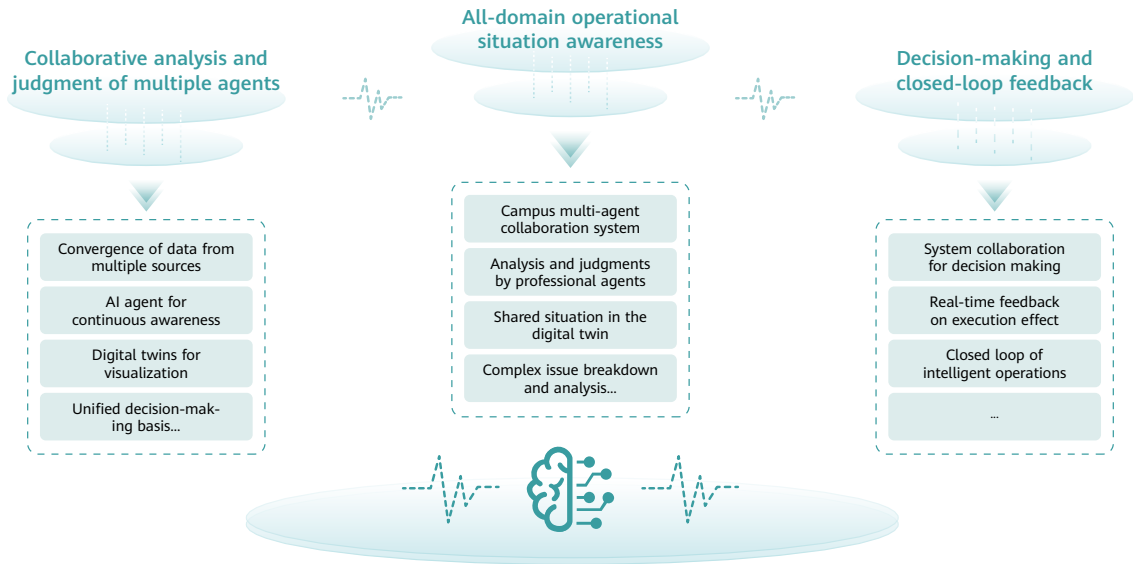 Collaborative analysis and
judgment of multiple agents
Convergence of data from
multiple sources
AI agent for
continuous awareness
Digital twins for
visualization
Unified decision-mak-
ing basis...
All-domain operational
situation awareness
Campus multi-agent
collaboration system
Analysis and judgments
by professional agents
Shared situation in the
digital twin
Complex issue breakdown
and analysis...
Decision-making and
closed-loop feedback
System collaboration
for decision making
Real-time feedback
on execution effect
Closed loop of
intelligent operations
...